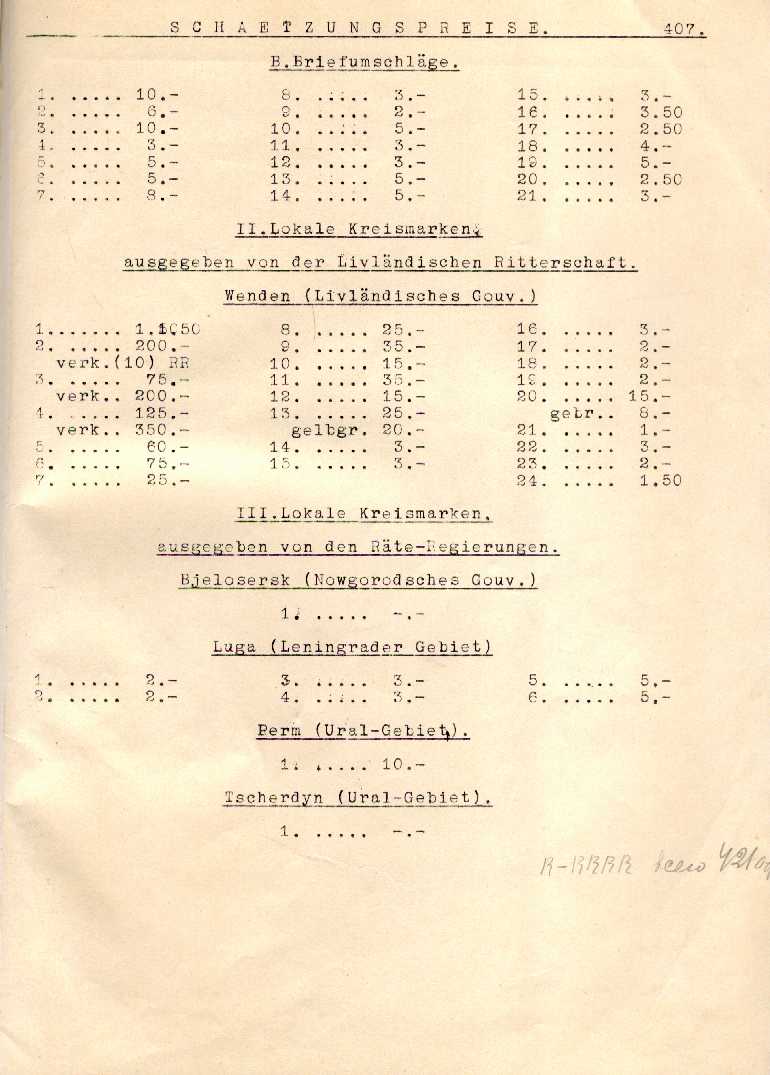 S C H A E T Z U N G S P R E I S E. 407.
B.Briefumschläge.
1. ..... 10.- 8. ..... 3.- 15. ..... 3.-
2. ..... 6.- 9. ..... 2.- 16. ..... 3.50
3. ..... 10.- 10. ..... 5.- 17. ..... 2.50
4. ..... 3.- 11. ..... 3.- 18. ..... 4.-
5. ..... 5.- 12. ..... 3.- 19. ..... 5.-
6. ..... 5.- 13. ..... 5.- 20. ..... 2.50
7. ..... 8.- 14. ..... 5.- 21. ..... 3.-
II.Lokale Kreismarken,
ausgegeben von der Livländischen Ritterschaft.
Wenden (Livländisches Gouv.)
1....... 8. ..... 25.- 16. ..... 3.-
2. ..... 200.- 9. ..... 35.- 17. ..... 2.-
verk.(10) RR 10. ..... 15.- 18. ..... 2.-
3. ..... 75.- 11. ..... 35.- 19. ..... 2.-
verk.. 200.- 12. ..... 15.- 20. ..... 15.-
4. ..... 125.- 13. ..... 25.- gebr.. 8.-
verk.. 350.- gelbgr. 20.- 21. ..... 1.-
5. ..... 60.- 14. ..... 3.- 22. ..... 3.-
6. ..... 75.- 15. ..... 3.- 23. ..... 2.-
7. ..... 25.- 24. ..... 1.50
III.Lokale Kreismarken,
ausgegeben von den Räte-Regierungen.
Bjelosersk (Nowgorodsches Gouv.)
1. ..... -.-
Luga (Leningrader Gebiet)
1. ..... 2.- 3. ..... 3.- 5. ..... 5.-
2. ..... 2.- 4. ..... 3.- 6. ..... 5.-
Perm (Ural-Gebiet).
1. ..... 10.-
Tscherdyn (Ural-Gebiet).
1. ..... -.-
R-RRRR всего